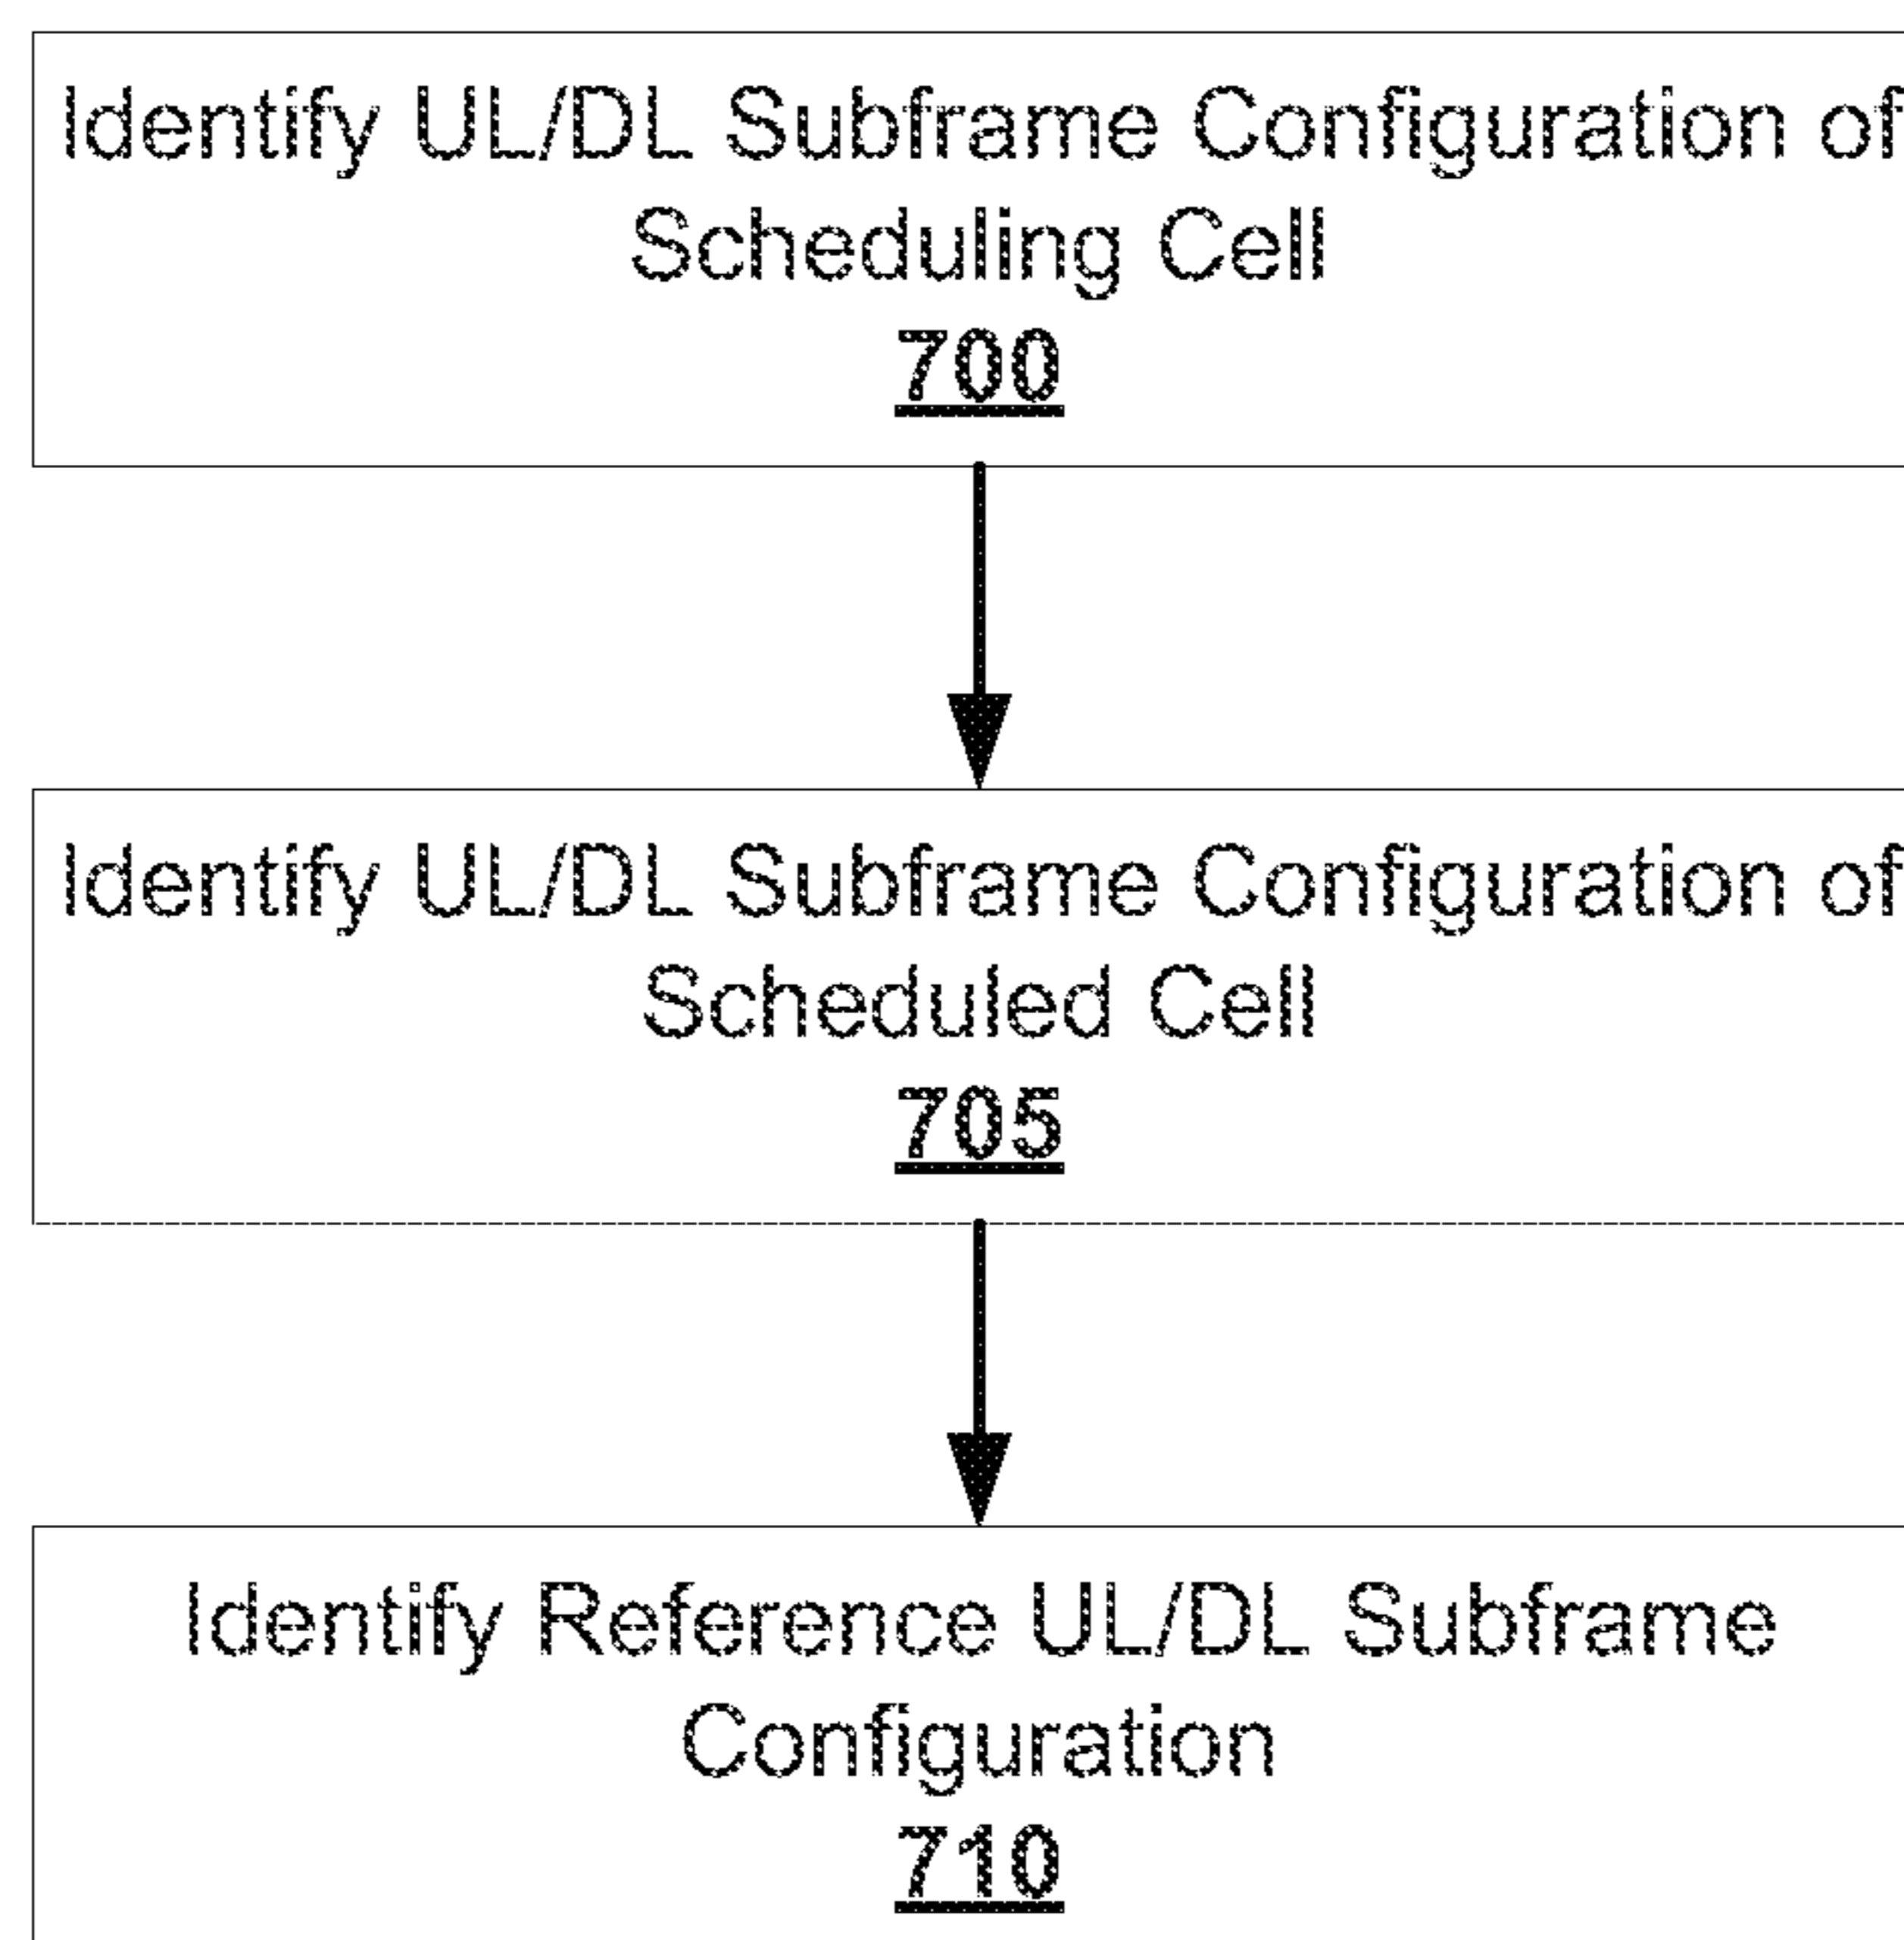 Identify UL/DL Subframe Configuration of
Scheduling Cell
700
Identify UL/DL Subframe Configuration of
Scheduled Cell
705
Identify Reference UL/DL Subframe
Configuration
710